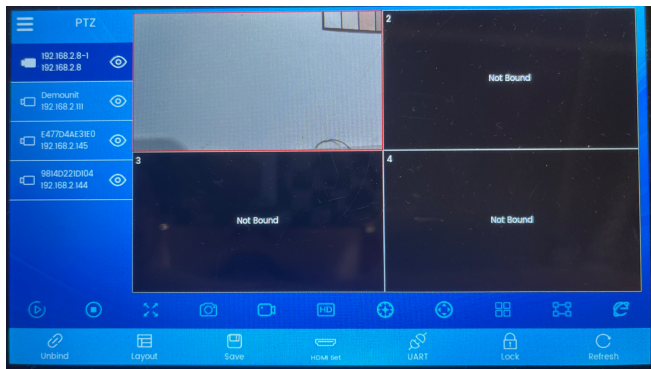 PTZ
192.168.2.8-1
192.168.2.8
Demounit
192.168.2.111
E477D4AE31E0
192.168.2.145
9814D221D104
192.168.2.144
2
Not Bound
3
Not Bound
4
Not Bound
HD
Unbind
Layout
Save
HDMI Set
UART
Lock
Refresh